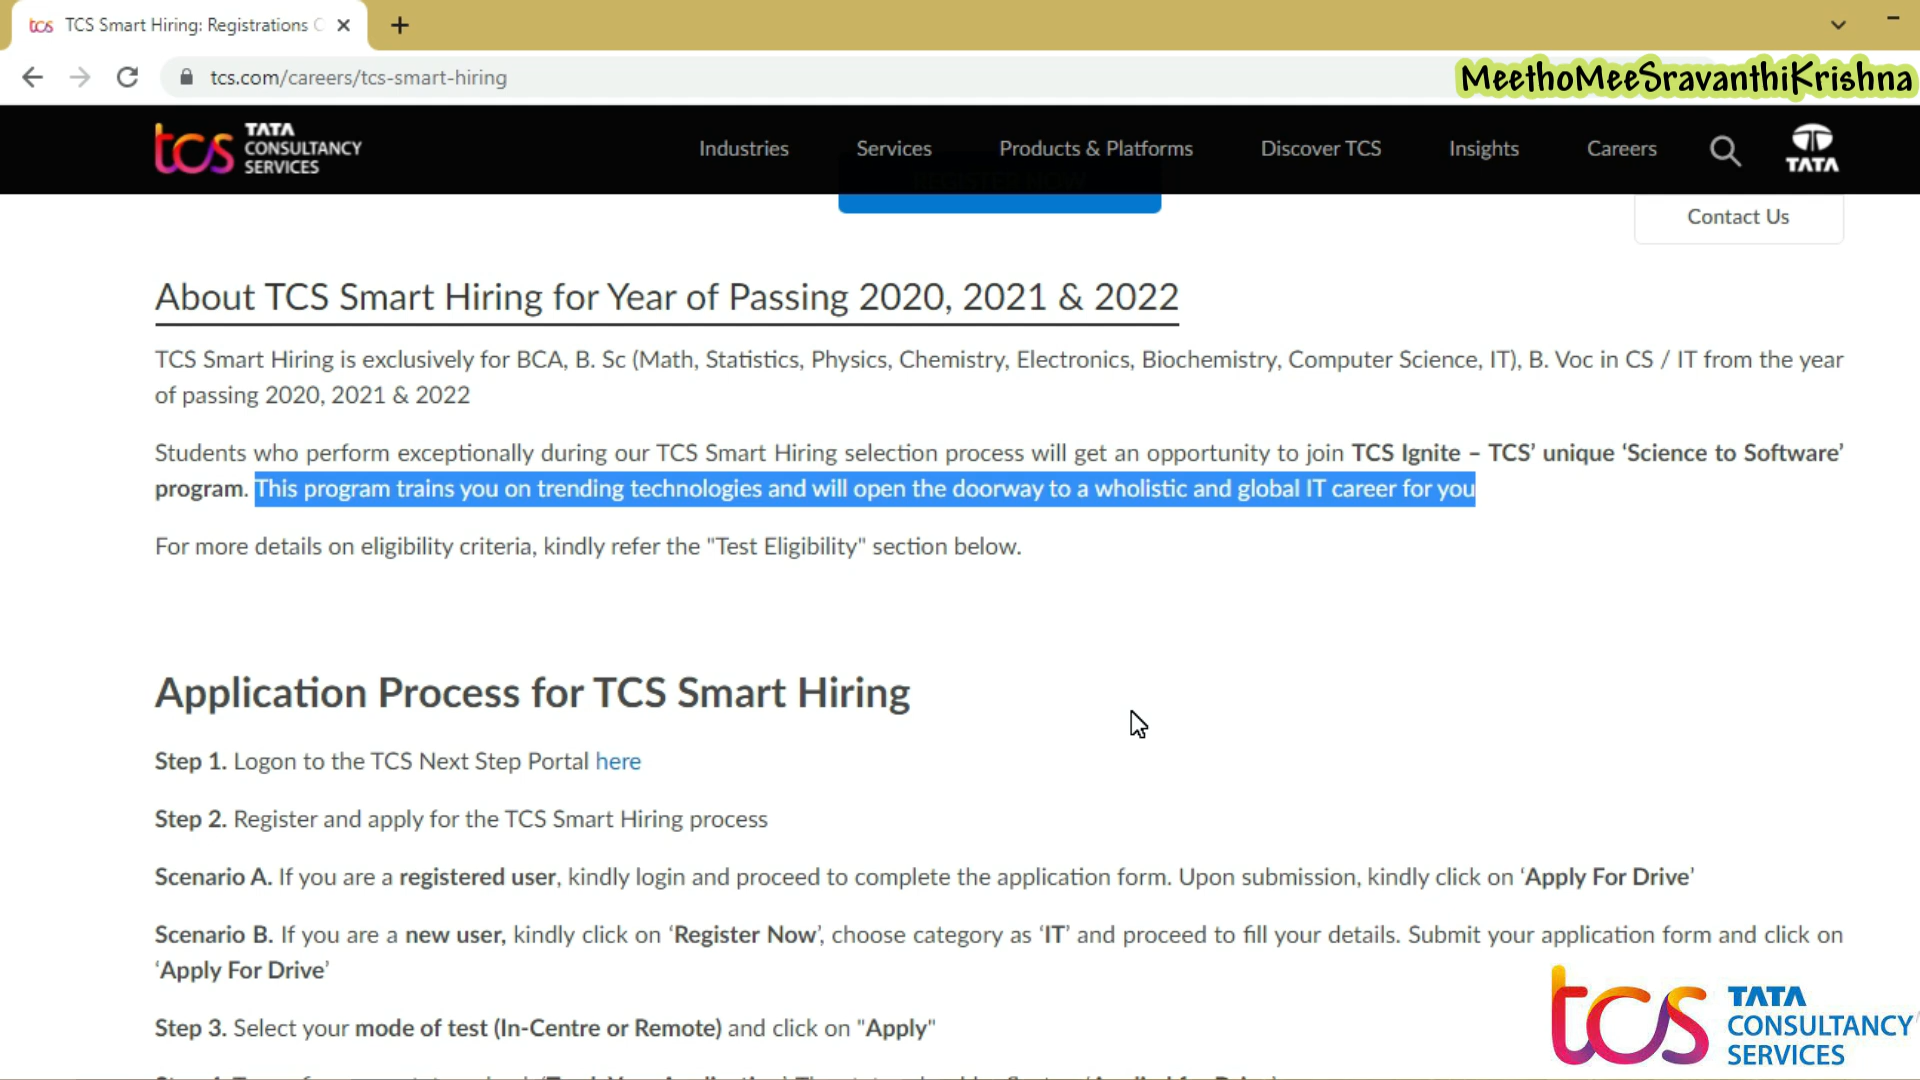 tcs TCS Smart Hiring: Registrations
tcs.com/careers/tcs-smart-hiring
MeethoMeeSravanthiKrishna
tcs TATA CONSULTANCY SERVICES
Industries Services Products & Platforms Discover TCS Insights Careers TATA
Contact Us
About TCS Smart Hiring for Year of Passing 2020, 2021 & 2022
TCS Smart Hiring is exclusively for BCA, B. Sc (Math, Statistics, Physics, Chemistry, Electronics, Biochemistry, Computer Science, IT), B. Voc in CS / IT from the year
of passing 2020, 2021 & 2022
Students who perform exceptionally during our TCS Smart Hiring selection process will get an opportunity to join TCS Ignite – TCS’ unique ‘Science to Software’
program. This program trains you on trending technologies and will open the doorway to a wholistic and global IT career for you
For more details on eligibility criteria, kindly refer the "Test Eligibility" section below.
Application Process for TCS Smart Hiring
Step 1. Logon to the TCS Next Step Portal here
Step 2. Register and apply for the TCS Smart Hiring process
Scenario A. If you are a registered user, kindly login and proceed to complete the application form. Upon submission, kindly click on ‘Apply For Drive’
Scenario B. If you are a new user, kindly click on ‘Register Now’, choose category as ‘IT’ and proceed to fill your details. Submit your application form and click on
‘Apply For Drive’
Step 3. Select your mode of test (In-Centre or Remote) and click on "Apply"
tcs TATA
CONSULTANCY
SERVICES